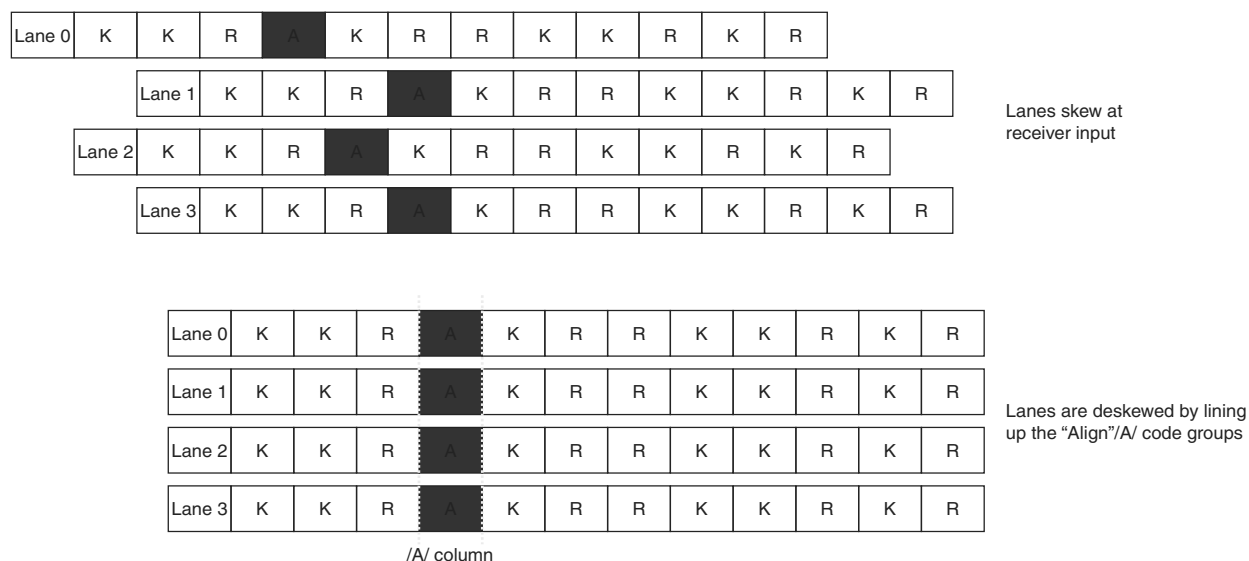 Lane 0 K K R A K R R K K R K R
Lane 1 K K R A K R R K K R K R
Lane 2 K K R A K R R K K R K R
Lane 3 K K R A K R R K K R K R
Lanes skew at
receiver input
Lane 0 K K R A K R R K K R K R
Lane 1 K K R A K R R K K R K R
Lane 2 K K R A K R R K K R K R
Lane 3 K K R A K R R K K R K R
Lanes are deskewed by lining
up the “Align”/A/ code groups
/A/ column